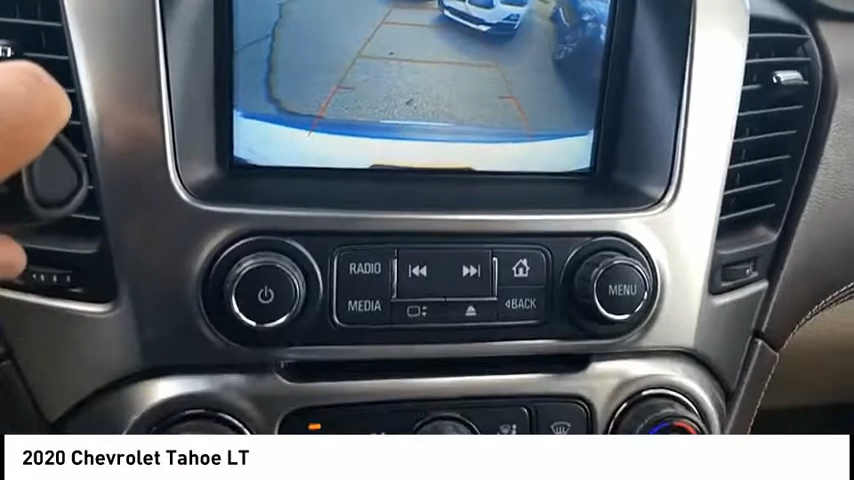 RADIO
MEDIA
BACK
MENU
2020 Chevrolet Tahoe LT